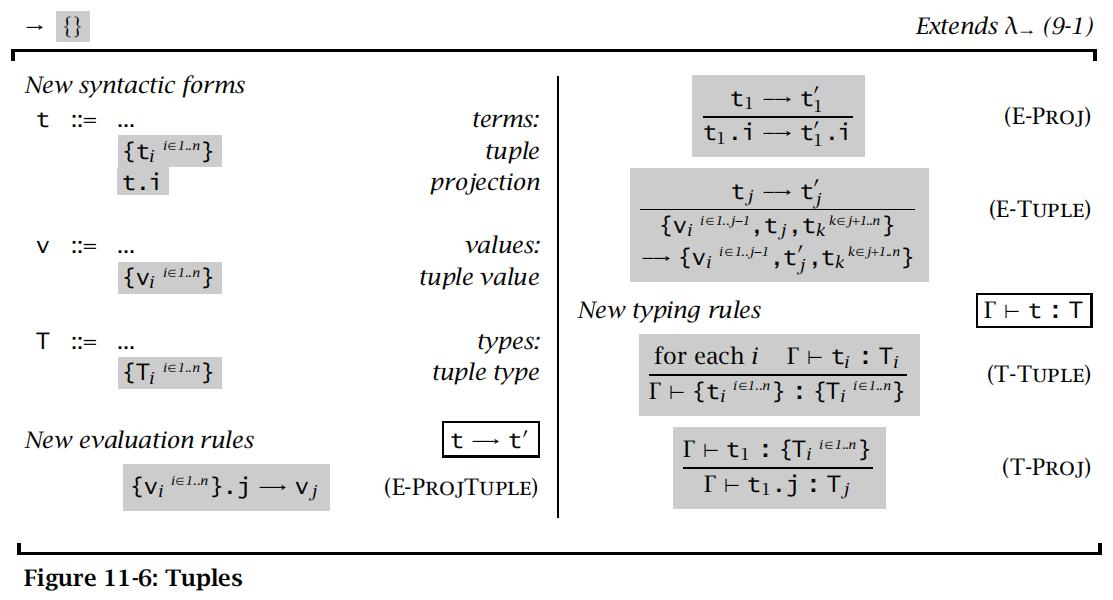 → {} Extends λ→ (9-1)
New syntactic forms
t ::= ... terms:
{tᵢ ^{i∈1..n}} tuple
t.i projection
v ::= ... values:
{vᵢ ^{i∈1..n}} tuple value
T ::= ... types:
{Tᵢ ^{i∈1..n}} tuple type
New evaluation rules t ⟶ t′
{vᵢ ^{i∈1..n}}.j ⟶ vⱼ (E-PROJTUPLE)
t₁ ⟶ t′₁
t₁.i ⟶ t′₁.i (E-PROJ)
tⱼ ⟶ t′ⱼ
{vᵢ ^{i∈1..j−1},tⱼ,tₖ ^{k∈j+1..n}} (E-TUPLE)
⟶ {vᵢ ^{i∈1..j−1},t′ⱼ,tₖ ^{k∈j+1..n}}
New typing rules Γ ⊢ t : T
for each i Γ ⊢ tᵢ : Tᵢ
Γ ⊢ {tᵢ ^{i∈1..n}} : {Tᵢ ^{i∈1..n}} (T-TUPLE)
Γ ⊢ t₁ : {Tᵢ ^{i∈1..n}}
Γ ⊢ t₁.j : Tⱼ (T-PROJ)
Figure 11-6: Tuples